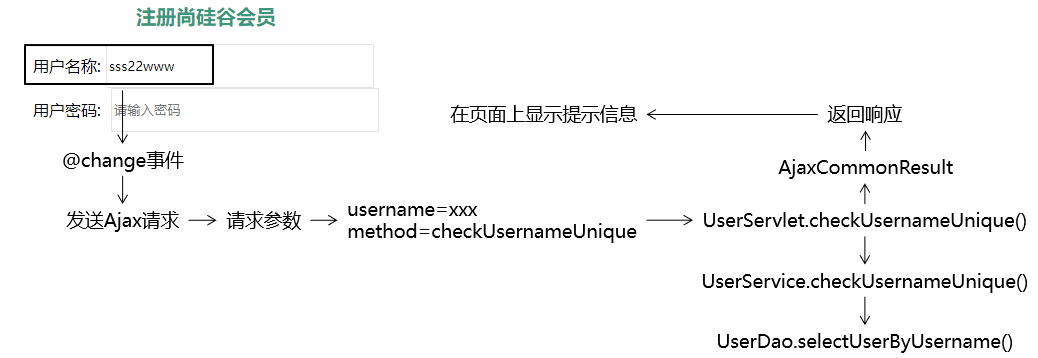 注册尚硅谷会员
用户名称: sss22www
用户密码: 请输入密码
@change事件
发送Ajax请求
请求参数
username=xxx
method=checkUsernameUnique
UserServlet.checkUsernameUnique()
AjaxCommonResult
返回响应
在页面上显示提示信息
UserService.checkUsernameUnique()
UserDao.selectUserByUsername()